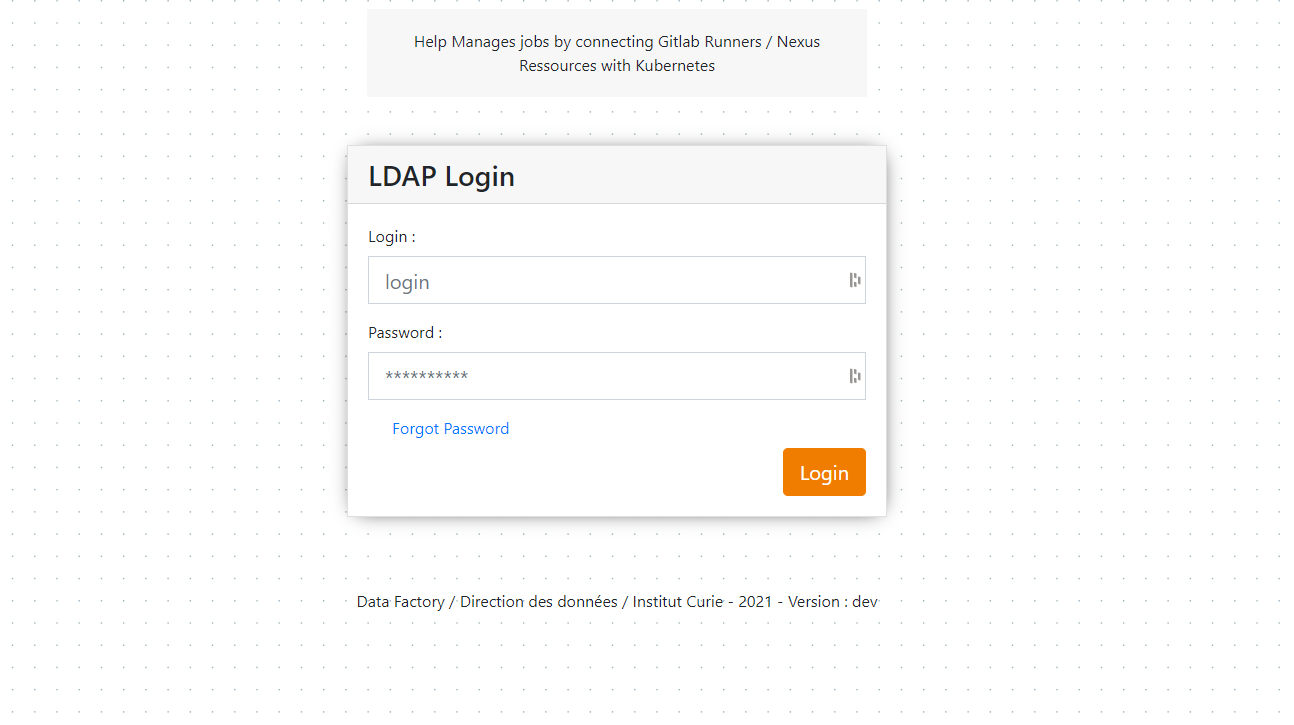 Help Manages jobs by connecting Gitlab Runners / Nexus
Ressources with Kubernetes
LDAP Login
Login :
login
Password :
**********
Forgot Password
Login
Data Factory / Direction des données / Institut Curie - 2021 - Version : dev